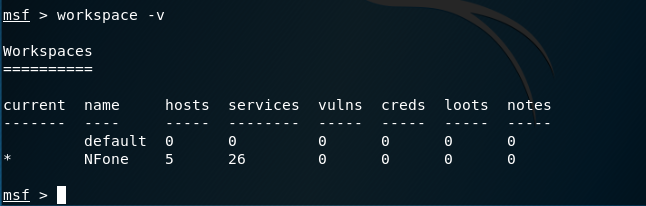 msf > workspace -v
Workspaces
==========
current  name     hosts  services  vulns  creds  loots  notes
-------  ----     -----  --------  -----  -----  -----  -----
         default  0      0         0      0      0      0
*        NFone    5      26        0      0      0      0
msf >